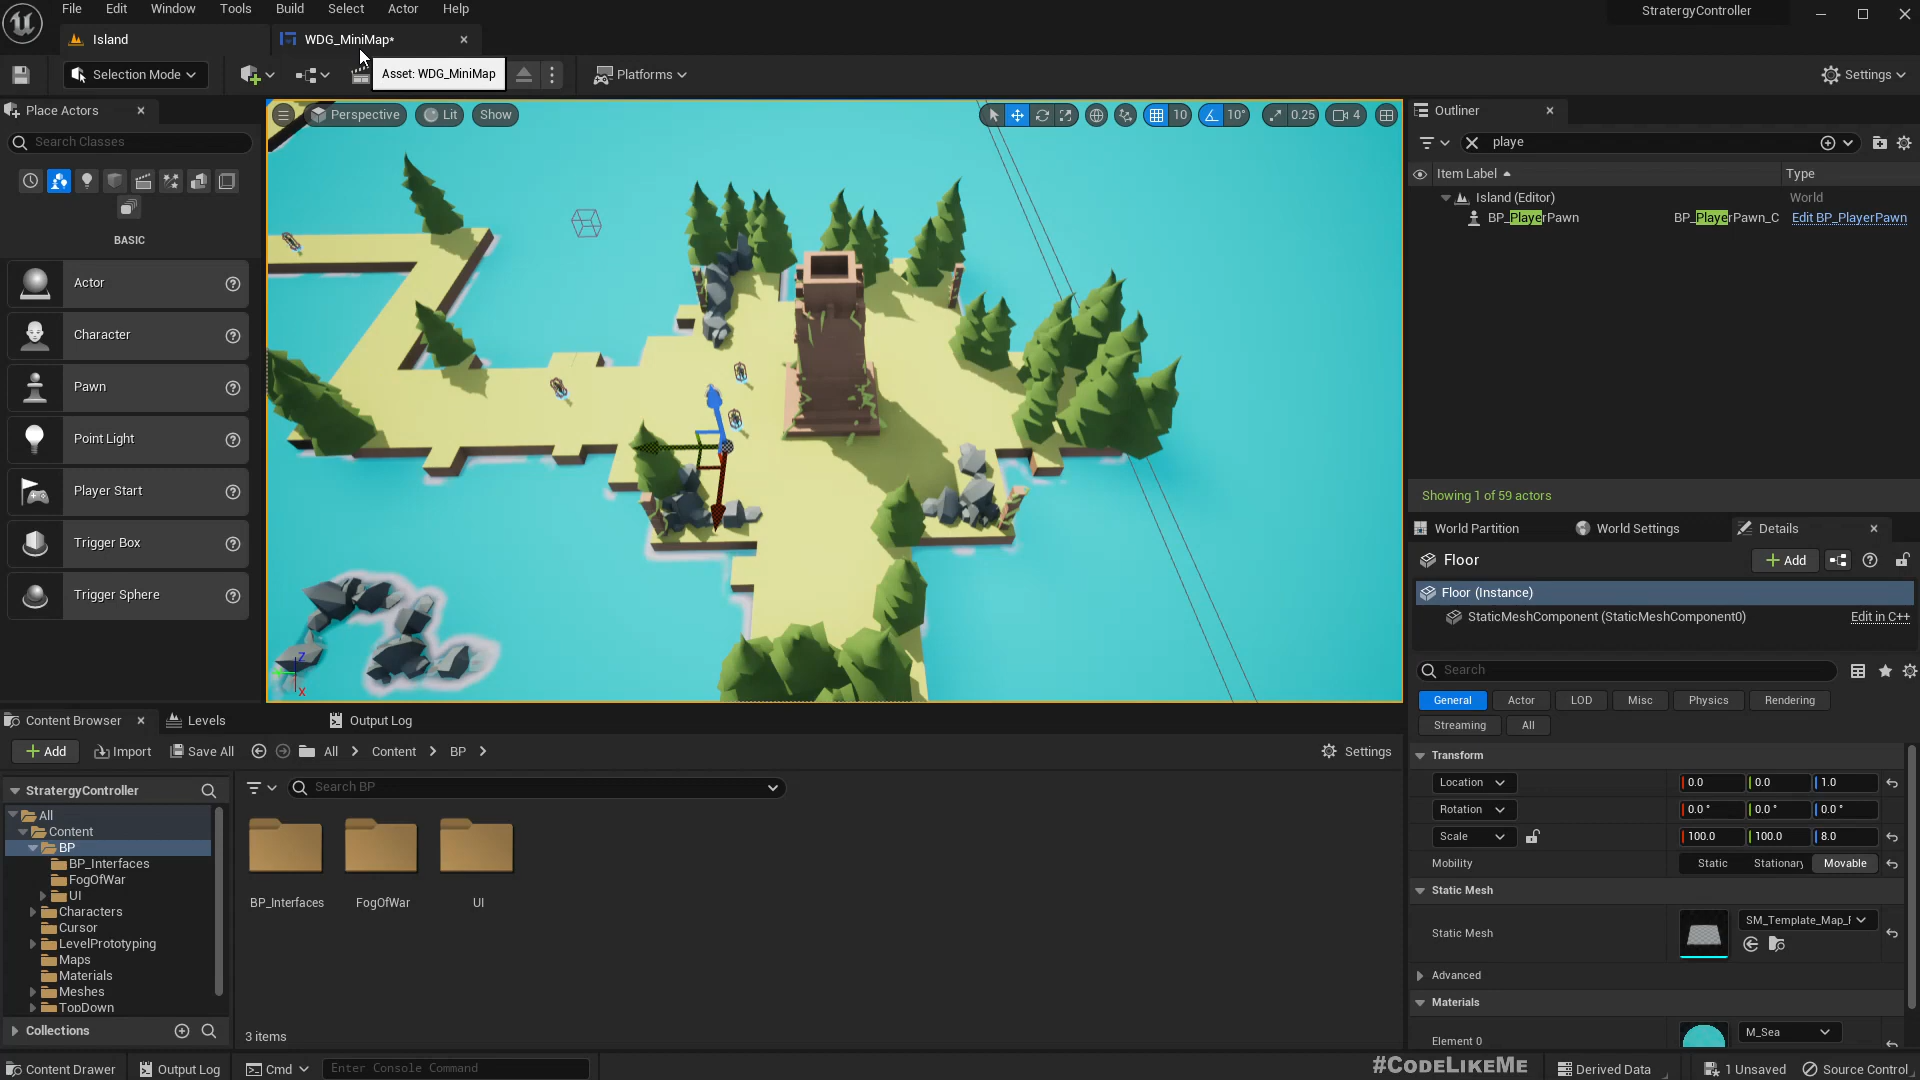 File Edit Window Tools Build Select Actor Help
StratergyController
Island
WDG_MiniMap*
Selection Mode
Asset: WDG_MiniMap
Platforms
Settings
Place Actors
Search Classes
BASIC
Actor
Character
Pawn
Point Light
Player Start
Trigger Box
Trigger Sphere
Perspective Lit Show
10 10° 0.25 4
Z
X
Outliner
playe
Item Label Type
Island (Editor) World
BP_PlayerPawn BP_PlayerPawn_C Edit BP_PlayerPawn
Showing 1 of 59 actors
World Partition World Settings Details
Floor
Add
Floor (Instance)
StaticMeshComponent (StaticMeshComponent0) Edit in C++
Search
General Actor LOD Misc Physics Rendering
Streaming All
Transform
Location 0.0 0.0 1.0
Rotation 0.0° 0.0° 0.0°
Scale 100.0 100.0 8.0
Mobility Static Stationary Movable
Static Mesh
Static Mesh SM_Template_Map_F
Advanced
Materials
Element 0 M_Sea
Content Browser Levels Output Log
Add Import Save All All Content BP Settings
StratergyController
Search BP
All
Content
BP
BP_Interfaces
FogOfWar
UI
Characters
Cursor
LevelPrototyping
Maps
Materials
Meshes
TopDown
Collections
BP_Interfaces FogOfWar UI
3 items
Content Drawer Output Log Cmd Enter Console Command
#CodeLikeMe
Derived Data 1 Unsaved Source Control